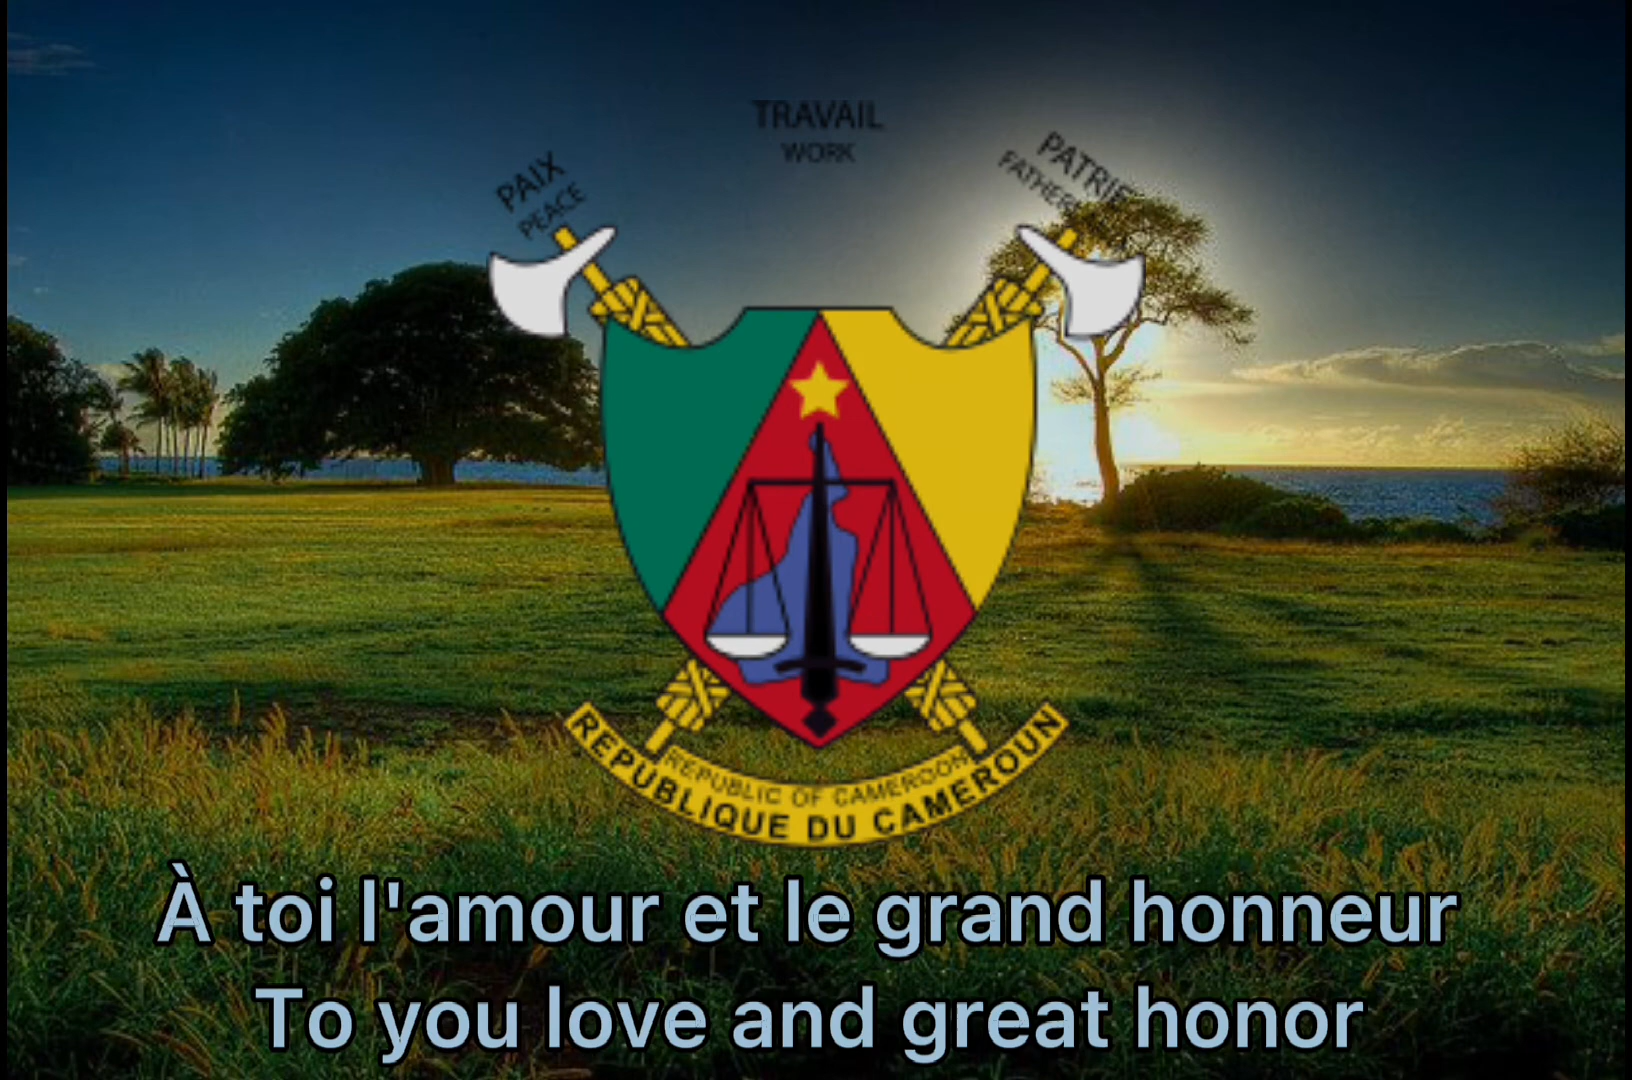 TRAVAIL
WORK
PAIX
PEACE
PATRIE
REPUBLIC OF CAMEROON
REPUBLIQUE DU CAMEROUN
À toi l'amour et le grand honneur
To you love and great honor